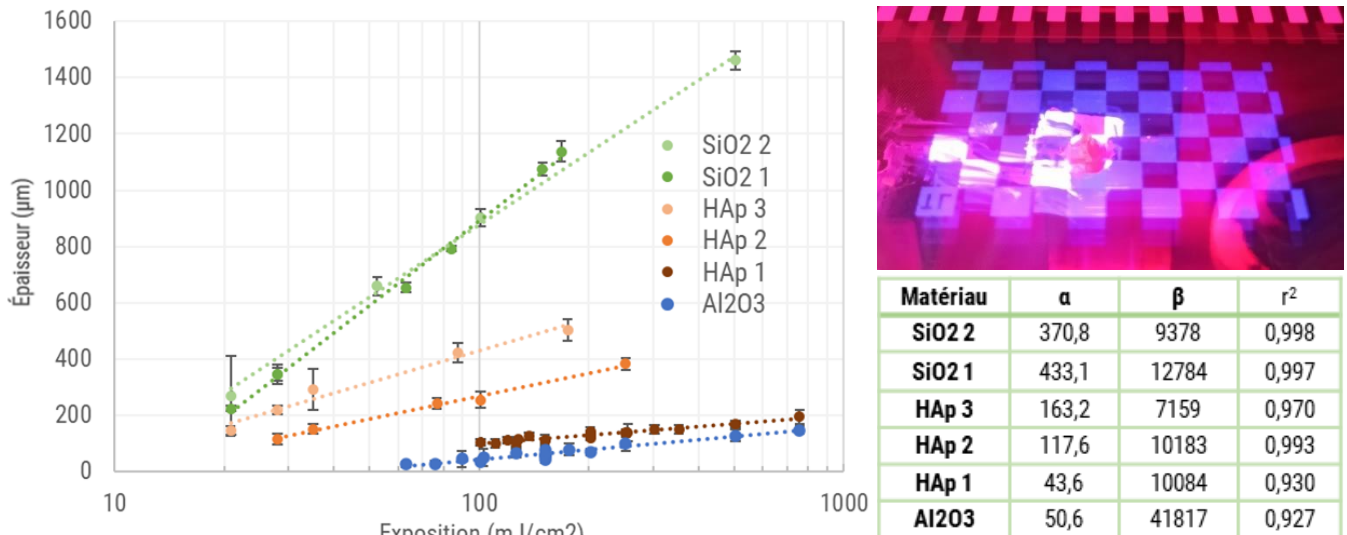 1600
1400
1200
1000
800
600
400
200
0
Épaisseur (µm)
10
100
1000
Exposition (mJ/cm2)
SiO2 2
SiO2 1
HAp 3
HAp 2
HAp 1
Al2O3
Matériau α β r²
SiO2 2 370,8 9378 0,998
SiO2 1 433,1 12784 0,997
HAp 3 163,2 7159 0,970
HAp 2 117,6 10183 0,993
HAp 1 43,6 10084 0,930
Al2O3 50,6 41817 0,927